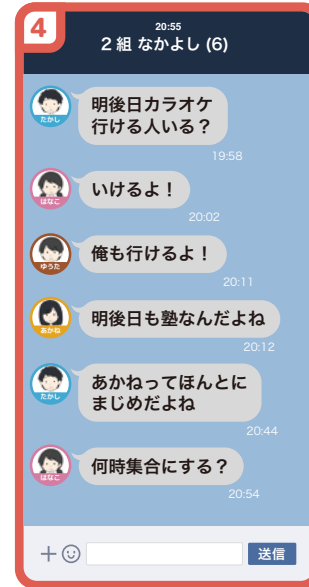 4
20:55
2組 なかよし (6)
明後日カラオケ
行ける人いる？
たかし
19:58
いけるよ！
はなこ
20:02
俺も行けるよ！
ゆうた
20:11
明後日も塾なんだよね
あかね
20:12
あかねってほんとに
まじめだよね
たかし
20:44
何時集合にする？
はなこ
20:54
送信